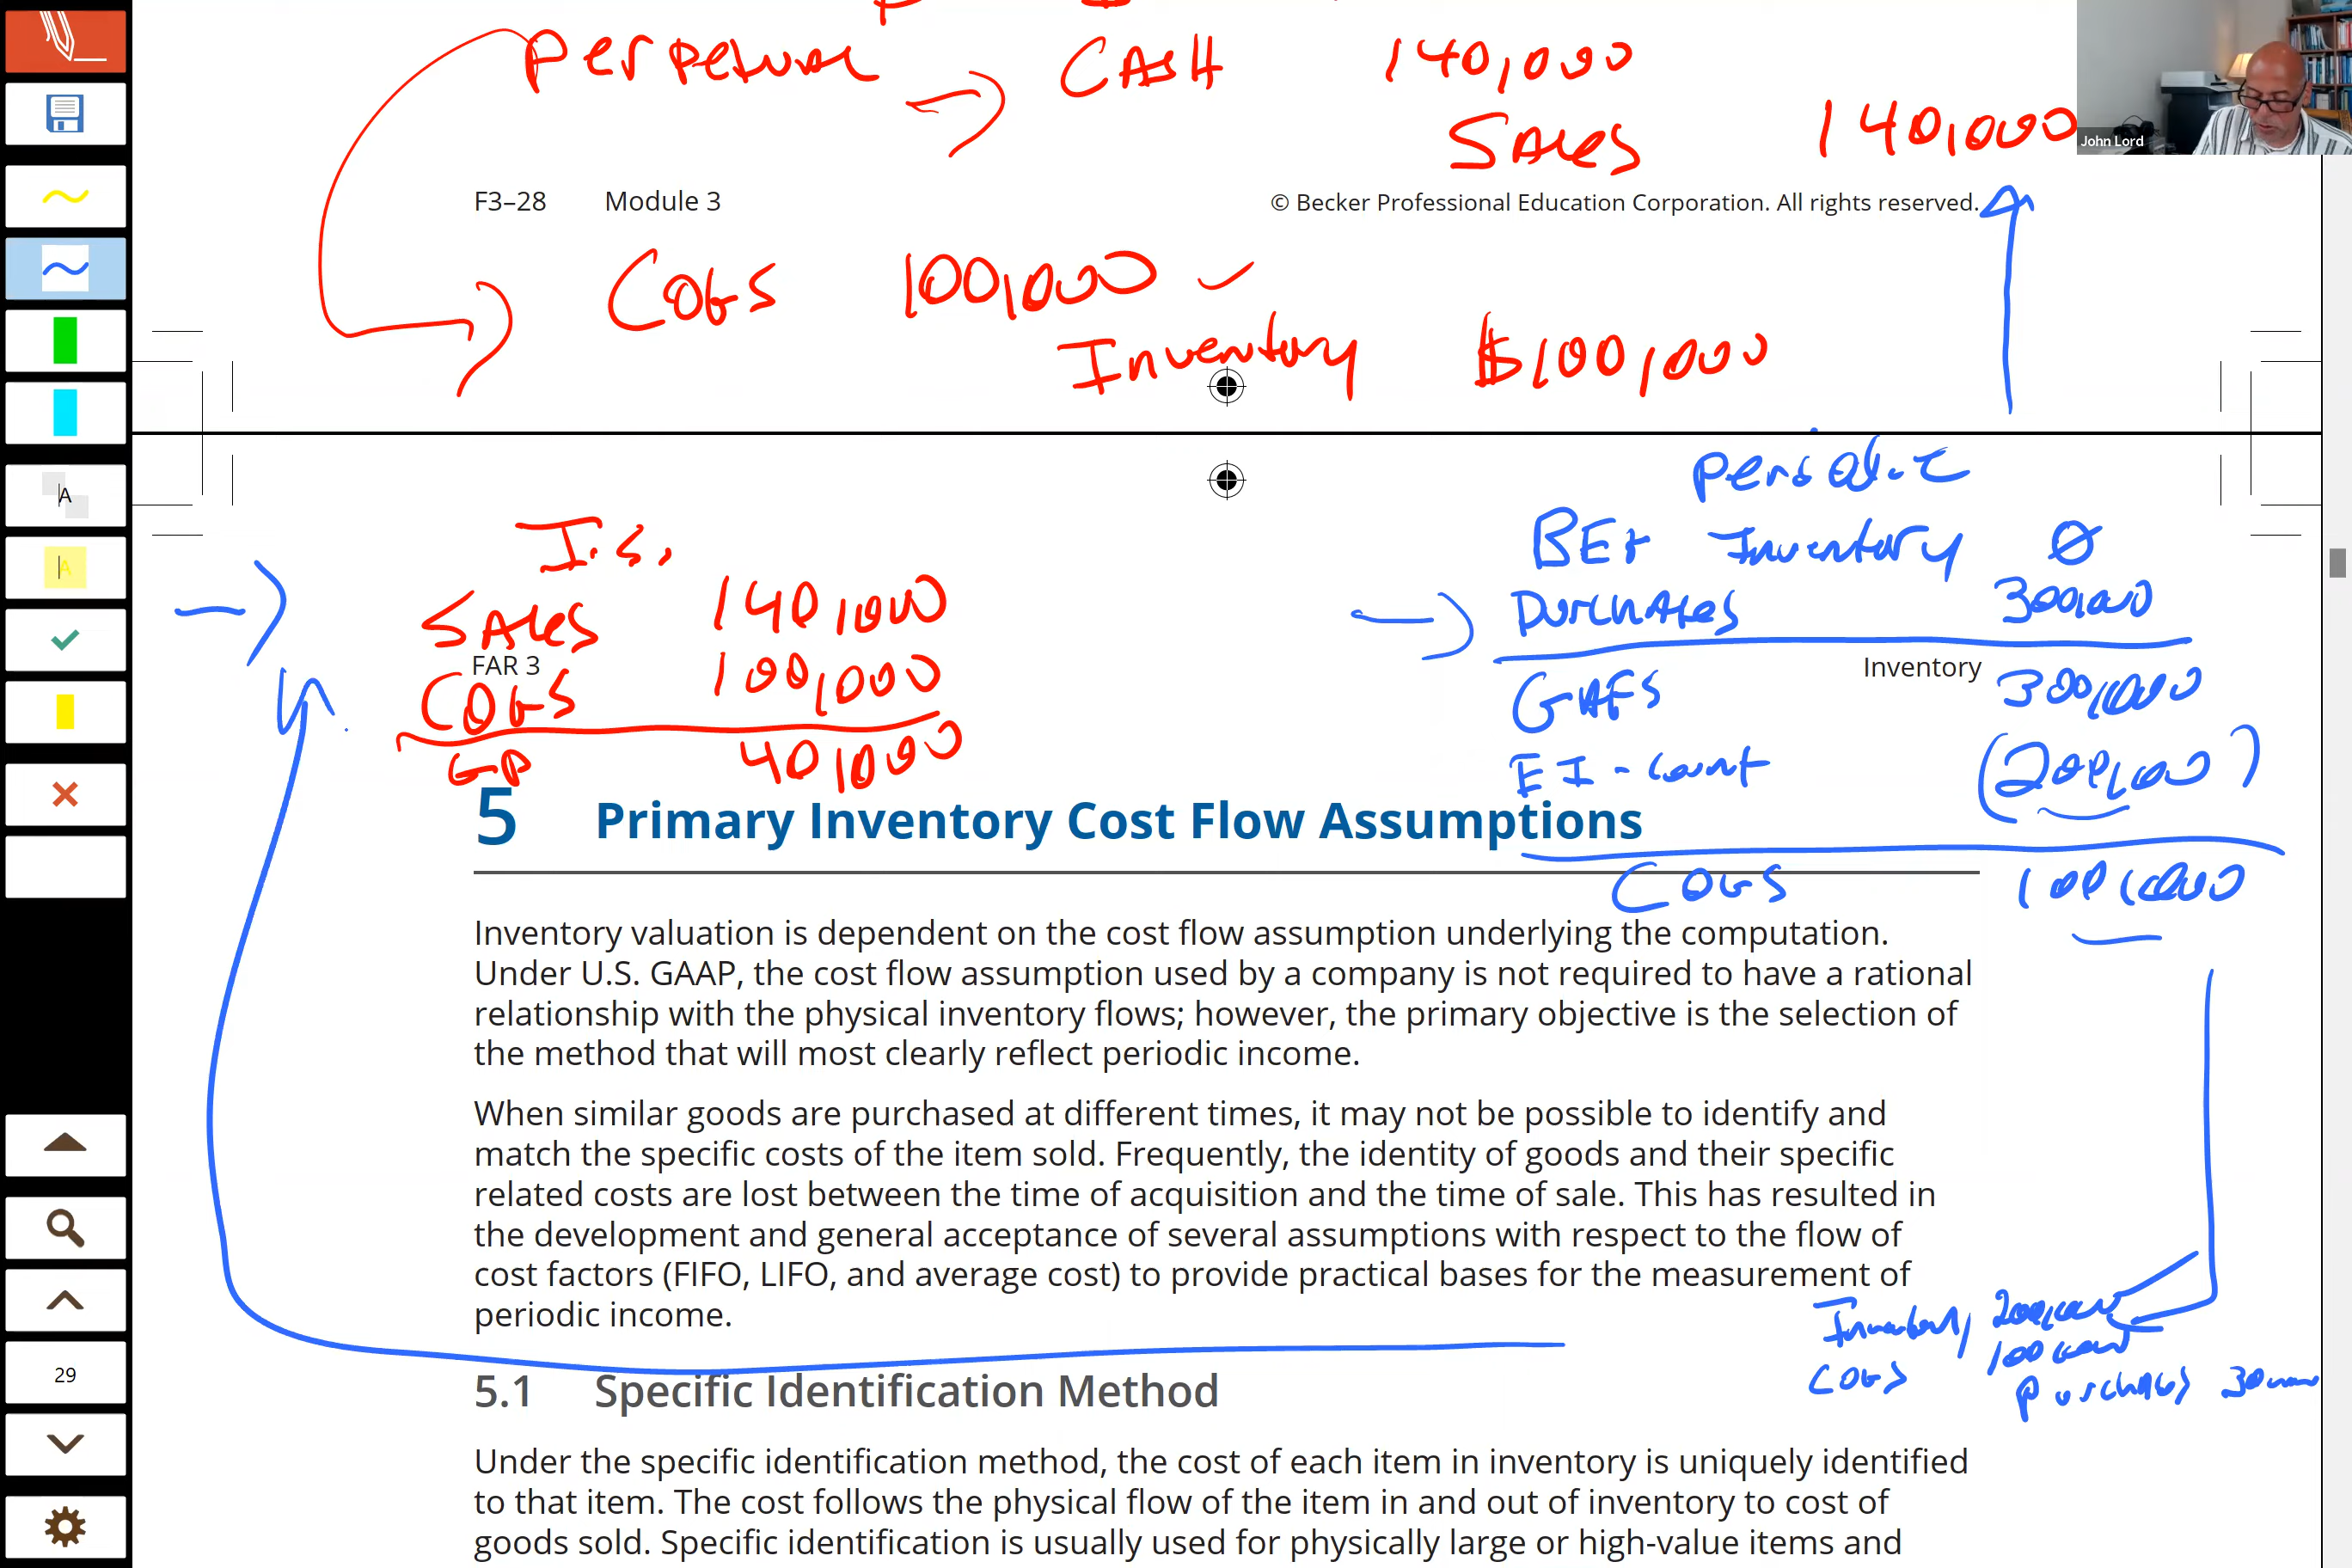 Perpetual
CASH 140,000
SALES 140,000
John Lord
F3–28 Module 3 © Becker Professional Education Corporation. All rights reserved.
COGS 100,000
Inventory $100,000
Periodic
I.S.
BEG Inventory Ø
SALES 140,000
Purchases 300,000
FAR 3 Inventory
COGS 100,000
GAFS 300,000
GP 40,000
EI - count (200,000)
5 Primary Inventory Cost Flow Assumptions
COGS 100,000
Inventory valuation is dependent on the cost flow assumption underlying the computation.
Under U.S. GAAP, the cost flow assumption used by a company is not required to have a rational
relationship with the physical inventory flows; however, the primary objective is the selection of
the method that will most clearly reflect periodic income.
When similar goods are purchased at different times, it may not be possible to identify and
match the specific costs of the item sold. Frequently, the identity of goods and their specific
related costs are lost between the time of acquisition and the time of sale. This has resulted in
the development and general acceptance of several assumptions with respect to the flow of
cost factors (FIFO, LIFO, and average cost) to provide practical bases for the measurement of
periodic income.
Inventory 200,000
COGS 100,000
Purchases
5.1 Specific Identification Method
Under the specific identification method, the cost of each item in inventory is uniquely identified
to that item. The cost follows the physical flow of the item in and out of inventory to cost of
goods sold. Specific identification is usually used for physically large or high-value items and
A
A
29